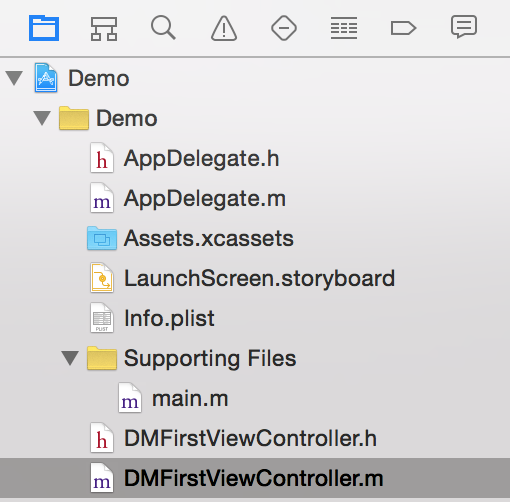 Demo
Demo
h AppDelegate.h
m AppDelegate.m
Assets.xcassets
LaunchScreen.storyboard
PLIST Info.plist
Supporting Files
m main.m
h DMFirstViewController.h
m DMFirstViewController.m